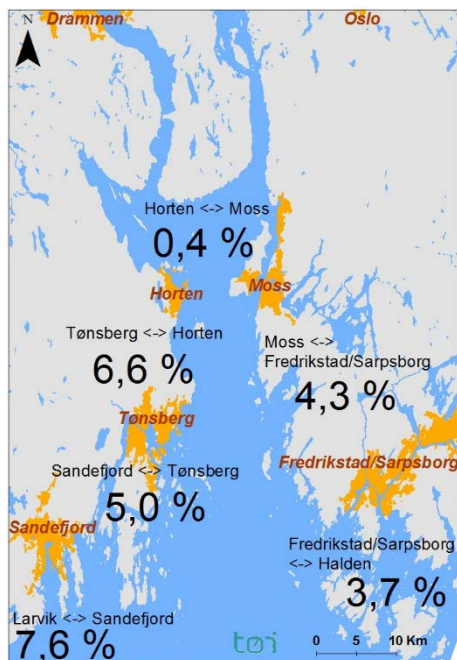 Drammen
Oslo
N
Horten <-> Moss
0,4 %
Horten
Moss
Tønsberg <-> Horten
6,6 %
Moss <->
Fredrikstad/Sarpsborg
4,3 %
Tønsberg
Fredrikstad/Sarpsborg
Sandefjord <-> Tønsberg
5,0 %
Sandefjord
Fredrikstad/Sarpsborg
<-> Halden
3,7 %
Larvik <-> Sandefjord
7,6 %
tøi
0 5 10 Km